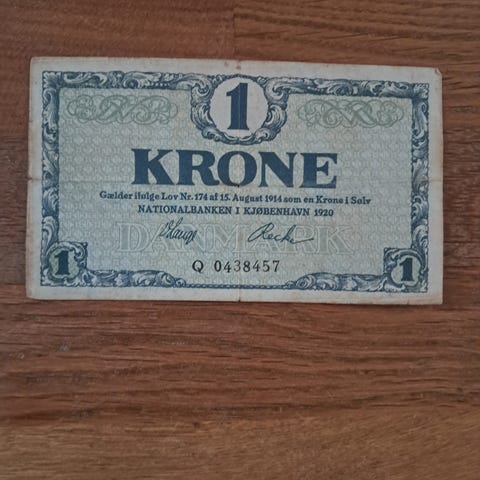 1
KRONE
Gælder ifølge Lov Nr. 174 af 15. August 1914 som en Krone i Sølv
NATIONALBANKEN I KJØBENHAVN 1920
DANMARK
Q 0438457
1
1